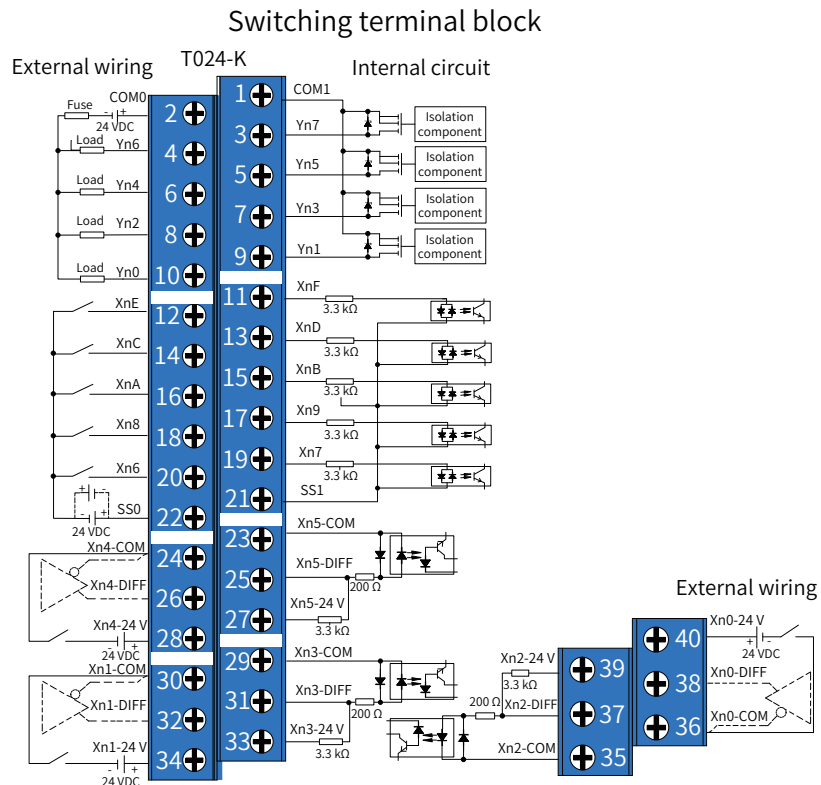 Switching terminal block
T024-K
External wiring
Internal circuit
COM0
Fuse
- +
24 VDC
2
Load
Yn6
4
Load
Yn4
6
Load
Yn2
8
Load
Yn0
10
XnE
12
XnC
14
XnA
16
Xn8
18
Xn6
20
+ -
- +
SS0
24 VDC
22
Xn4-COM
24
Xn4-DIFF
26
Xn4-24 V
- +
24 VDC
28
Xn1-COM
30
Xn1-DIFF
32
Xn1-24 V
- +
24 VDC
34
1
COM1
Isolation
component
3
Yn7
Isolation
component
5
Yn5
Isolation
component
7
Yn3
Isolation
component
9
Yn1
11
XnF
3.3 kΩ
13
XnD
3.3 kΩ
15
XnB
3.3 kΩ
17
Xn9
3.3 kΩ
19
Xn7
3.3 kΩ
21
SS1
23
Xn5-COM
25
Xn5-DIFF
200 Ω
27
Xn5-24 V
3.3 kΩ
29
Xn3-COM
31
Xn3-DIFF
200 Ω
33
Xn3-24 V
3.3 kΩ
External wiring
Xn2-24 V
3.3 kΩ
39
200 Ω
Xn2-DIFF
37
Xn2-COM
35
40
Xn0-24 V
+ -
24 VDC
38
Xn0-DIFF
36
Xn0-COM